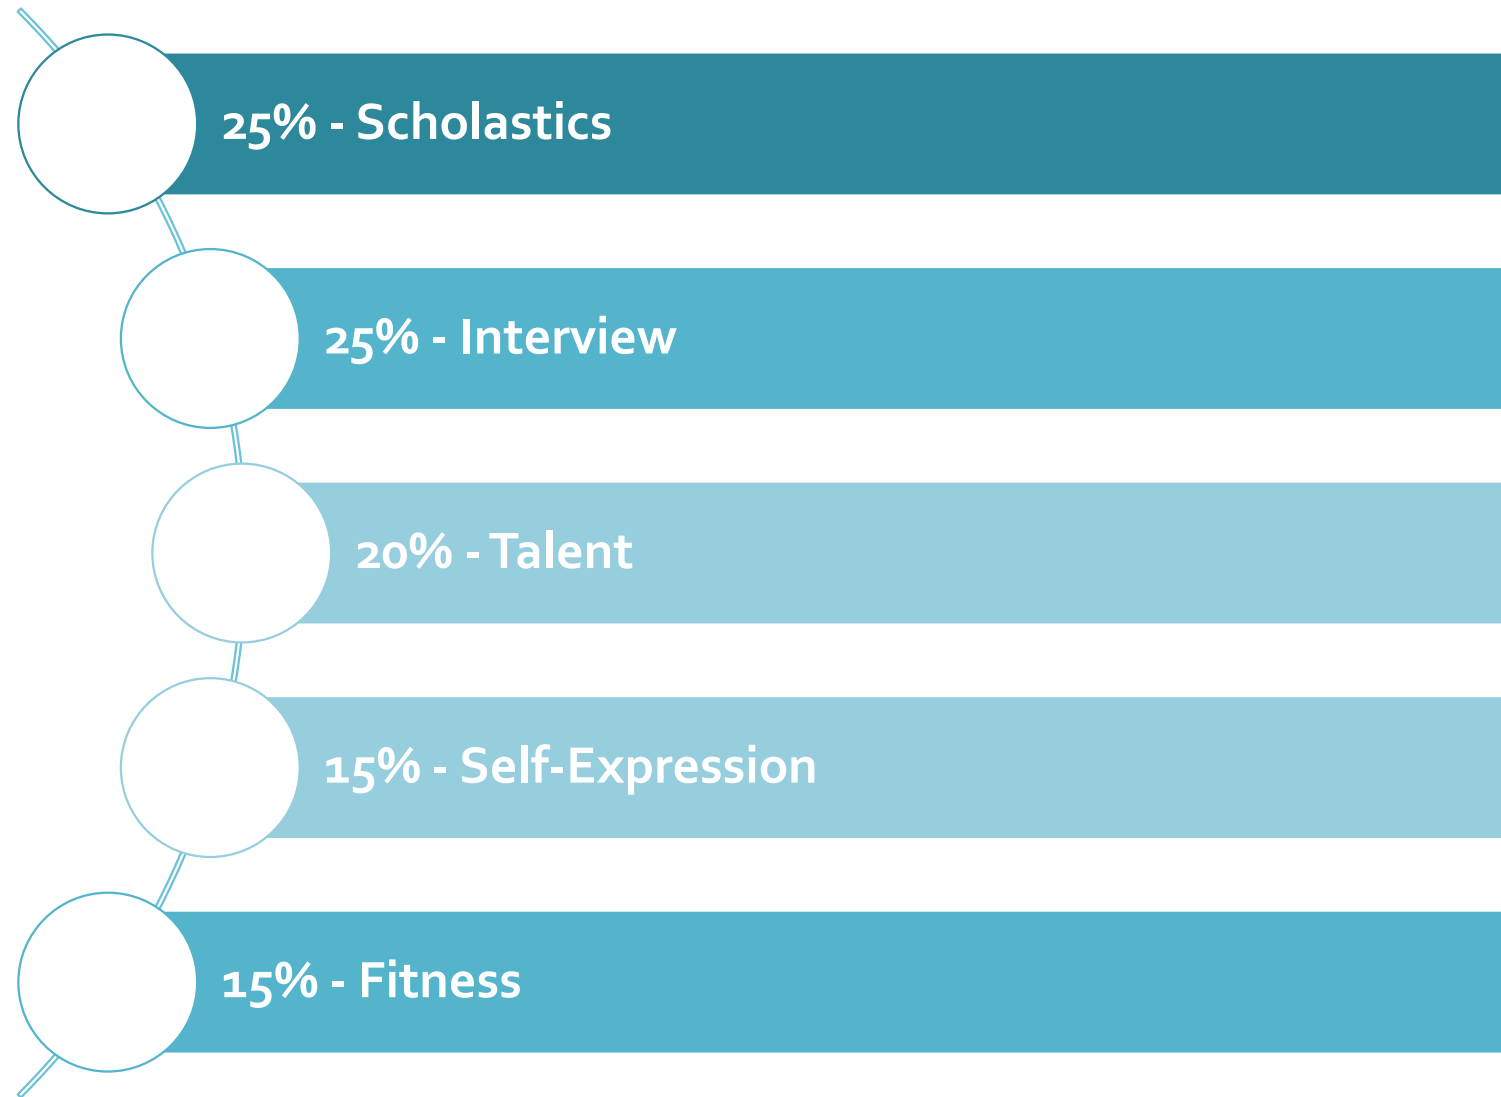 25% - Scholastics
25% - Interview
20% - Talent
15% - Self-Expression
15% - Fitness